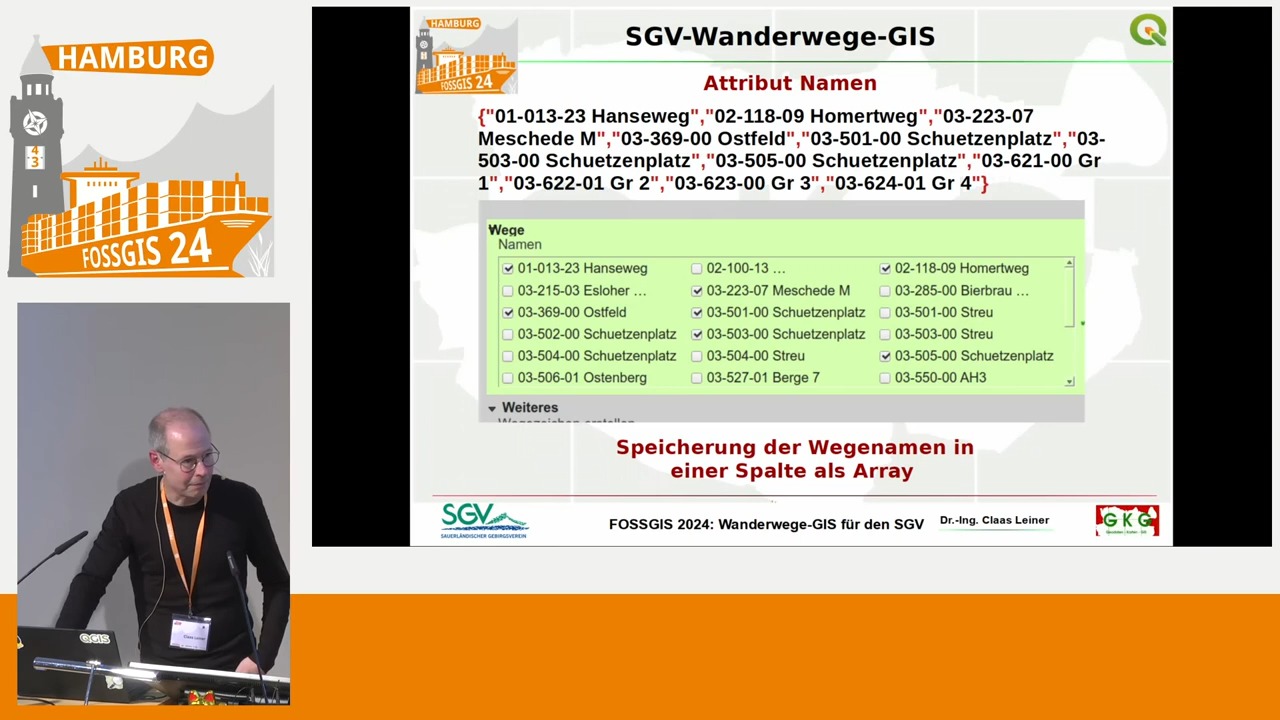 HAMBURG
4
3
FOSSGIS 24
HAMBURG
FOSSGIS 24
SGV-Wanderwege-GIS
Attribut Namen
{"01-013-23 Hanseweg","02-118-09 Homertweg","03-223-07
Meschede M","03-369-00 Ostfeld","03-501-00 Schuetzenplatz","03-
503-00 Schuetzenplatz","03-505-00 Schuetzenplatz","03-621-00 Gr
1","03-622-01 Gr 2","03-623-00 Gr 3","03-624-01 Gr 4"}
Wege
Namen
01-013-23 Hanseweg 02-100-13 … 02-118-09 Homertweg
03-215-03 Esloher … 03-223-07 Meschede M 03-285-00 Bierbrau …
03-369-00 Ostfeld 03-501-00 Schuetzenplatz 03-501-00 Streu
03-502-00 Schuetzenplatz 03-503-00 Schuetzenplatz 03-503-00 Streu
03-504-00 Schuetzenplatz 03-504-00 Streu 03-505-00 Schuetzenplatz
03-506-01 Ostenberg 03-527-01 Berge 7 03-550-00 AH3
Weiteres
Wegezeichen erstellen
Speicherung der Wegenamen in
einer Spalte als Array
SGV
SAUERLÄNDISCHER GEBIRGSVEREIN
FOSSGIS 2024: Wanderwege-GIS für den SGV
Dr.-Ing. Claas Leiner
GKG
QGIS
Claas Leiner